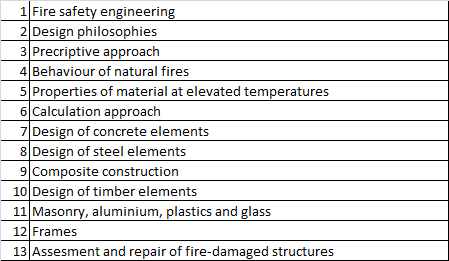 1 Fire safety engineering
2 Design philosophies
3 Precriptive approach
4 Behaviour of natural fires
5 Properties of material at elevated temperatures
6 Calculation approach
7 Design of concrete elements
8 Design of steel elements
9 Composite construction
10 Design of timber elements
11 Masonry, aluminium, plastics and glass
12 Frames
13 Assesment and repair of fire-damaged structures